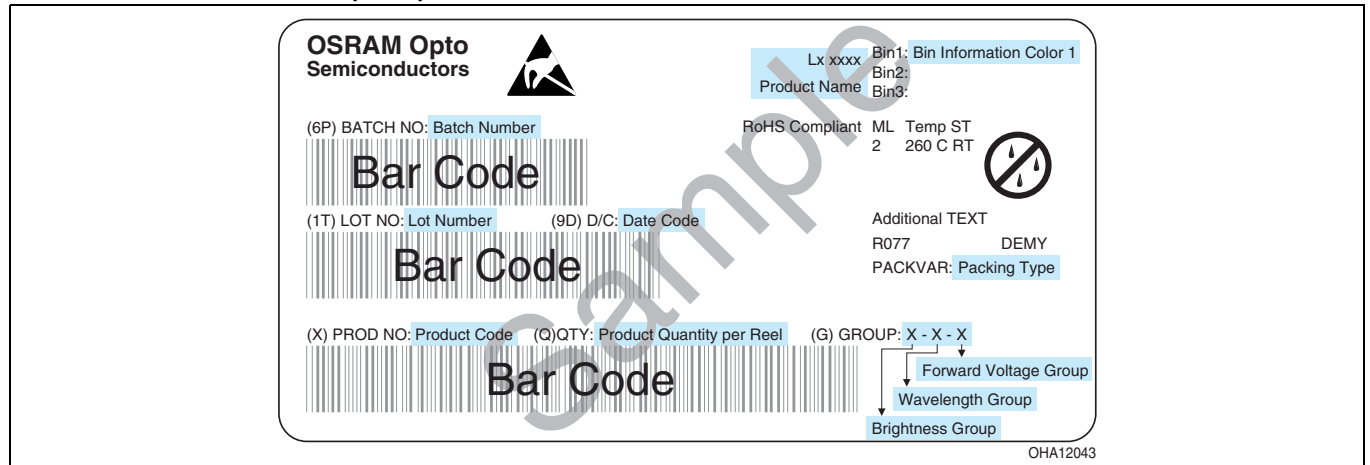 OSRAM Opto
Semiconductors
Lx xxxx
Product Name
Bin1: Bin Information Color 1
Bin2:
Bin3:
(6P) BATCH NO: Batch Number
Bar Code
RoHS Compliant
ML Temp ST
2 260 C RT
(1T) LOT NO: Lot Number (9D) D/C: Date Code
Bar Code
Additional TEXT
R077 DEMY
PACKVAR: Packing Type
(X) PROD NO: Product Code (Q)QTY: Product Quantity per Reel (G) GROUP: X - X - X
Bar Code
Forward Voltage Group
Wavelength Group
Brightness Group
Sample
OHA12043